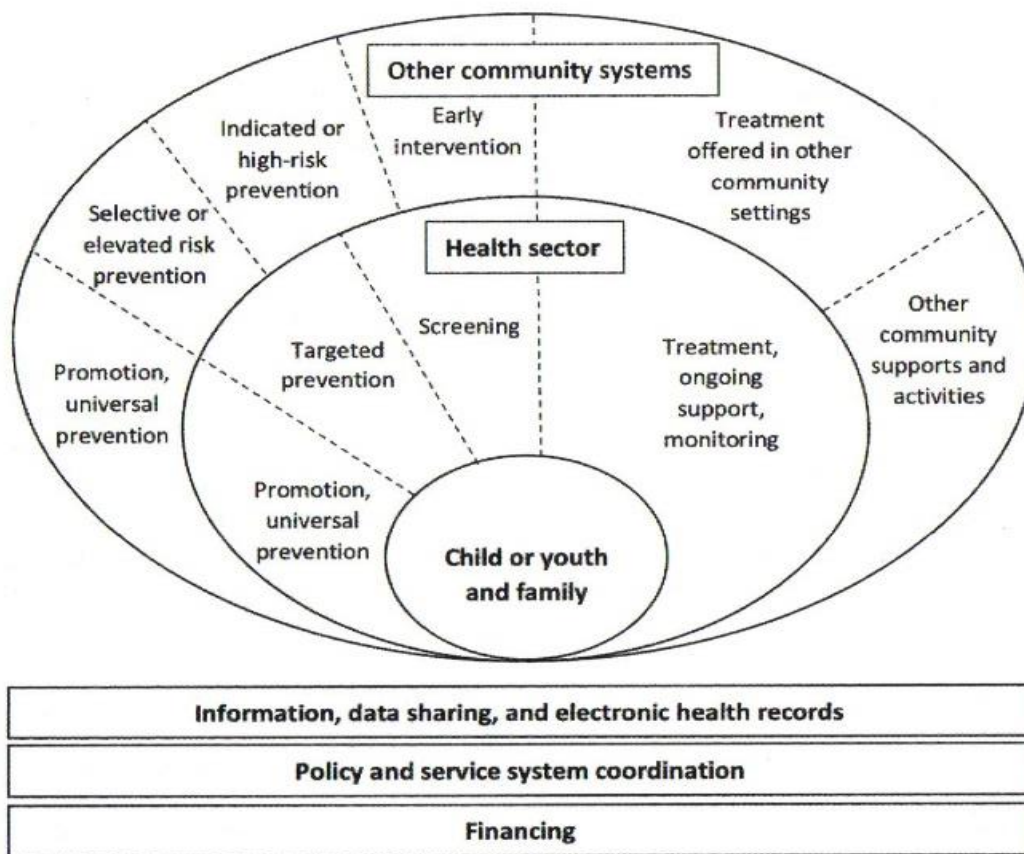 Other community systems
Indicated or
high-risk
prevention
Early
intervention
Treatment
offered in other
community
settings
Selective or
elevated risk
prevention
Health sector
Other
community
supports and
activities
Promotion,
universal
prevention
Targeted
prevention
Screening
Treatment,
ongoing
support,
monitoring
Promotion,
universal
prevention
Child or youth
and family
Information, data sharing, and electronic health records
Policy and service system coordination
Financing